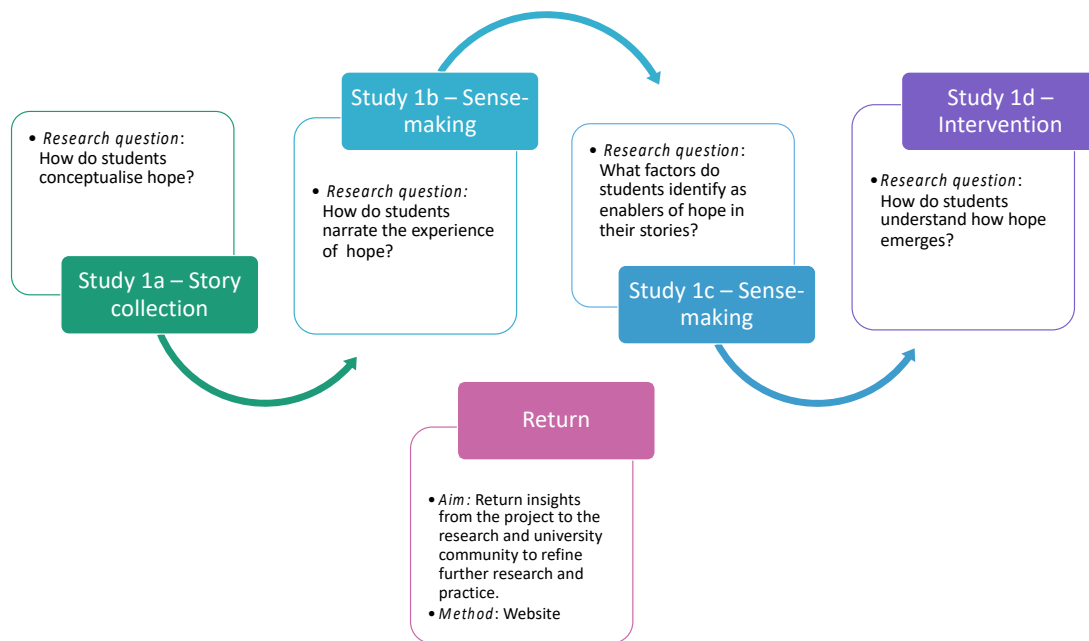 • Research question:
How do students
conceptualise hope?
Study 1a – Story
collection
Study 1b – Sense-
making
• Research question:
How do students
narrate the experience
of hope?
• Research question:
What factors do
students identify as
enablers of hope in
their stories?
Study 1c – Sense-
making
Study 1d –
Intervention
• Research question:
How do students
understand how hope
emerges?
Return
• Aim: Return insights
from the project to the
research and university
community to refine
further research and
practice.
• Method: Website